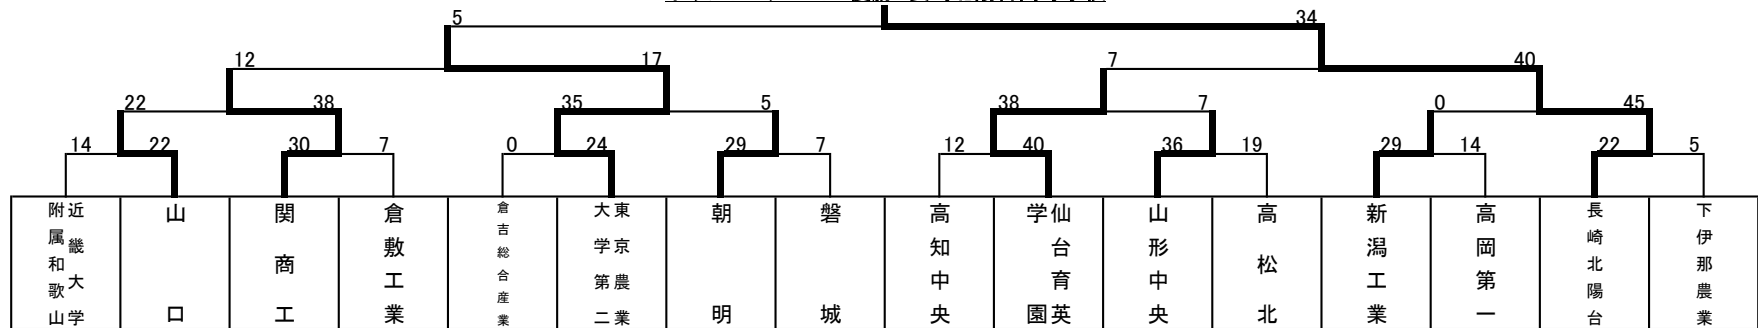 5 34
12 17 7 40
22 38 35 5 38 7 0 45
14 22 30 7 0 24 29 7 12 40 36 19 29 14 22 5
近畿大学
附属和歌山
山口
関商工
倉敷工業
倉吉総合産業
東京農業
大学第二
朝明
磐城
高知中央
仙台育英
学園
山形中央
高松北
新潟工業
高岡第一
長崎北陽台
下伊那農業